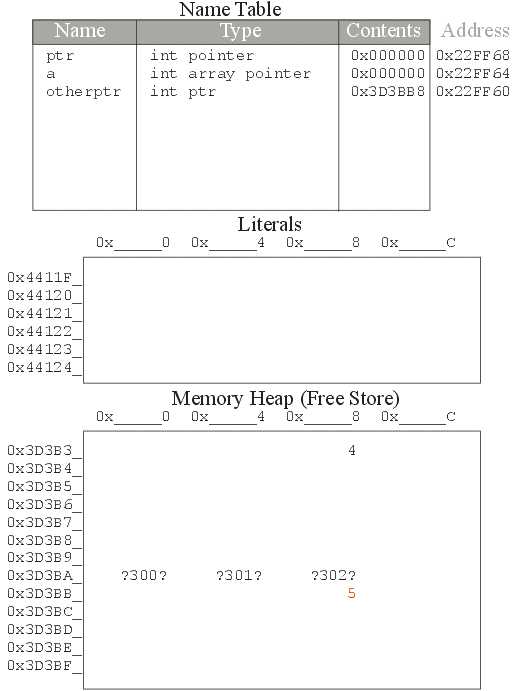 Name Table
Name Type Contents Address
ptr int pointer 0x000000 0x22FF68
a int array pointer 0x000000 0x22FF64
otherptr int ptr 0x3D3BB8 0x22FF60
Literals
0x_____0 0x_____4 0x_____8 0x_____C
0x4411F_
0x44120_
0x44121_
0x44122_
0x44123_
0x44124_
Memory Heap (Free Store)
0x_____0 0x_____4 0x_____8 0x_____C
0x3D3B3_ 4
0x3D3B4_
0x3D3B5_
0x3D3B6_
0x3D3B7_
0x3D3B8_
0x3D3B9_
0x3D3BA_ ?300? ?301? ?302?
0x3D3BB_ 5
0x3D3BC_
0x3D3BD_
0x3D3BE_
0x3D3BF_